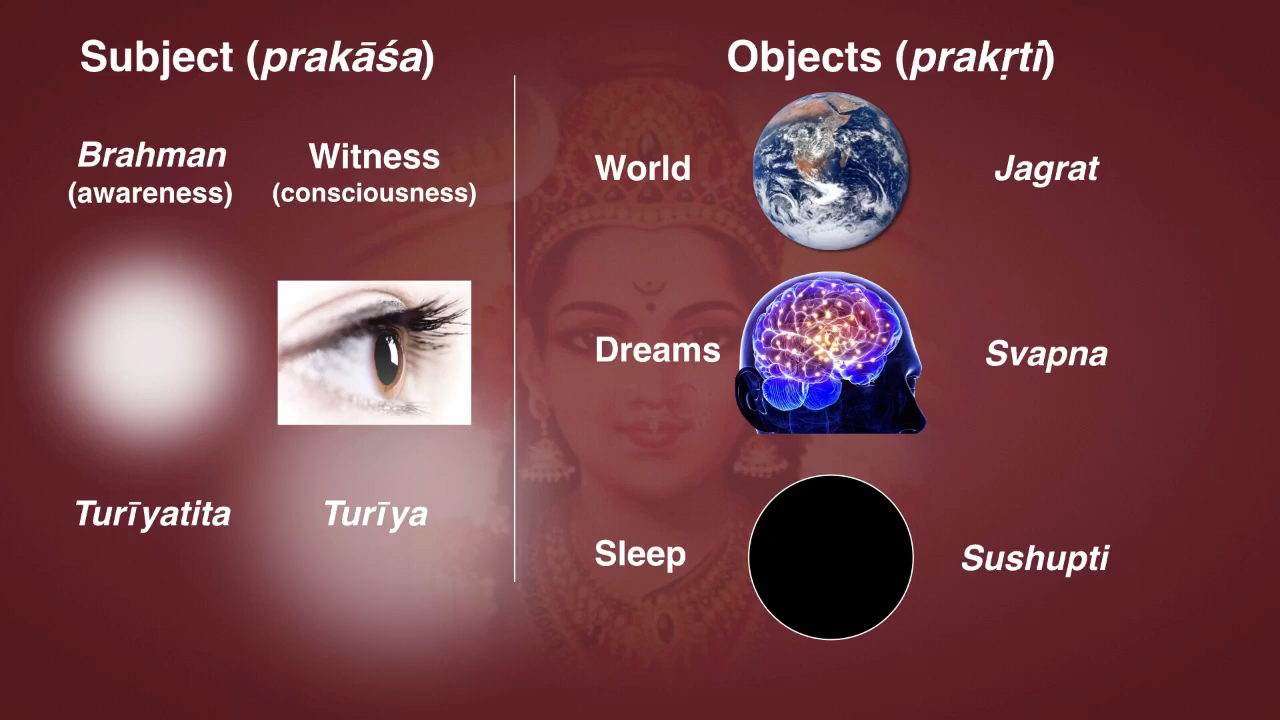 Subject (prakāśa)
Objects (prakṛti)
Brahman
(awareness)
Witness
(consciousness)
World
Jagrat
Dreams
Svapna
Turīyatita
Turīya
Sleep
Sushupti